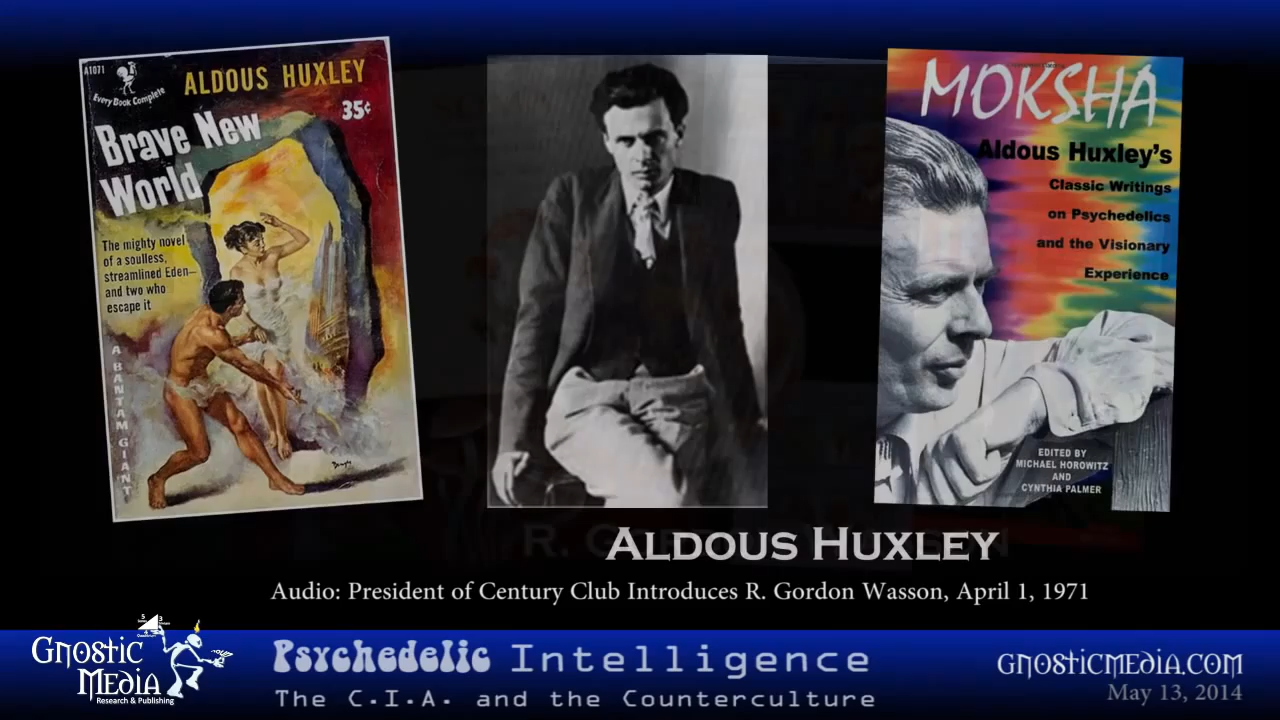 A1071
Every Book Complete
ALDOUS HUXLEY
35¢
Brave New
World
The mighty novel
of a soulless,
streamlined Eden—
and two who
escape it
A BANTAM GIANT
MOKSHA
Aldous Huxley's
Classic Writings
on Psychedelics
and the Visionary
Experience
EDITED BY
MICHAEL HOROWITZ
AND
CYNTHIA PALMER
ALDOUS HUXLEY
Audio: President of Century Club Introduces R. Gordon Wasson, April 1, 1971
GNOSTIC
MEDIA
Research & Publishing
Psychedelic Intelligence
The C.I.A. and the Counterculture
GNOSTICMEDIA.COM
May 13, 2014